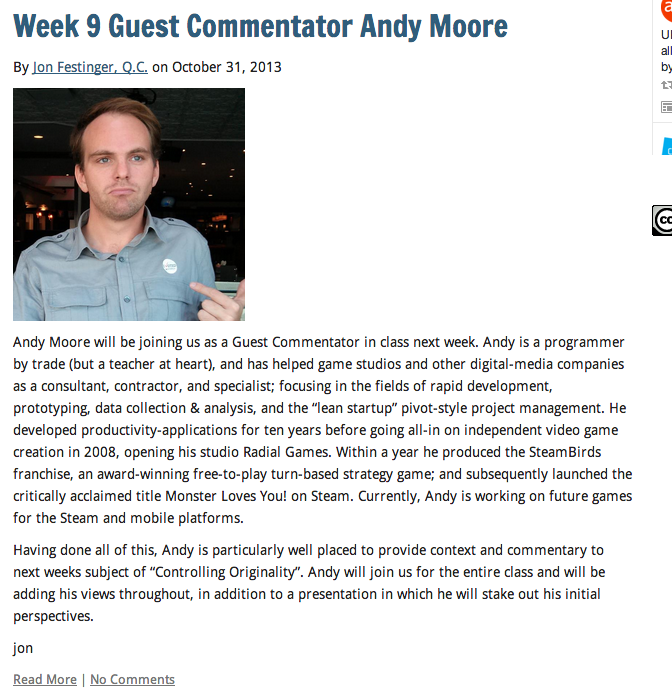 Week 9 Guest Commentator Andy Moore
By Jon Festinger, Q.C. on October 31, 2013
Andy Moore will be joining us as a Guest Commentator in class next week. Andy is a programmer
by trade (but a teacher at heart), and has helped game studios and other digital-media companies
as a consultant, contractor, and specialist; focusing in the fields of rapid development,
prototyping, data collection & analysis, and the “lean startup” pivot-style project management. He
developed productivity-applications for ten years before going all-in on independent video game
creation in 2008, opening his studio Radial Games. Within a year he produced the SteamBirds
franchise, an award-winning free-to-play turn-based strategy game; and subsequently launched the
critically acclaimed title Monster Loves You! on Steam. Currently, Andy is working on future games
for the Steam and mobile platforms.
Having done all of this, Andy is particularly well placed to provide context and commentary to
next weeks subject of “Controlling Originality”. Andy will join us for the entire class and will be
adding his views throughout, in addition to a presentation in which he will stake out his initial
perspectives.
jon
Read More | No Comments
all
by
cc